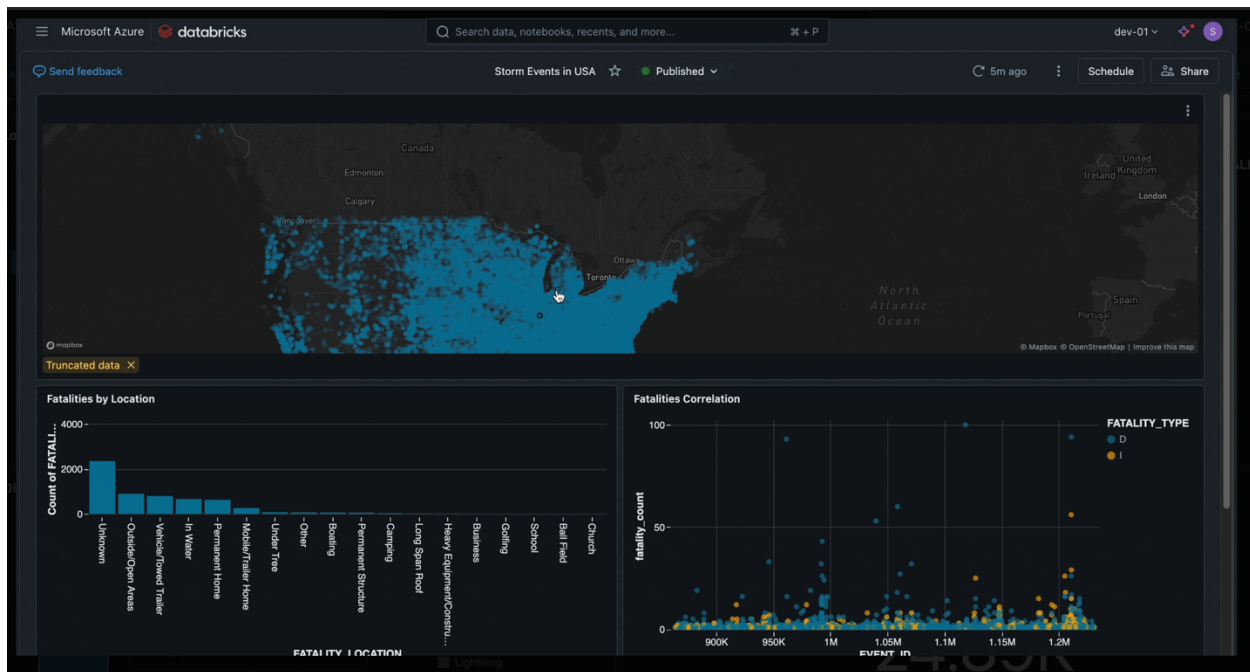 Microsoft Azure databricks
Search data, notebooks, recents, and more...
⌘ + P
dev-01
S
Send feedback
Storm Events in USA
Published
5m ago
Schedule
Share
Canada
Edmonton
Calgary
Vancouver
Ottawa
Toronto
North
Atlantic
Ocean
United
Kingdom
Ireland
London
Spain
Portugal
mapbox
© Mapbox © OpenStreetMap | Improve this map
Truncated data
Fatalities by Location
Count of FATALI...
4000
2000
0
Unknown
Outside/Open Areas
Vehicle/Towed Trailer
In Water
Permanent Home
Mobile/Trailer Home
Under Tree
Other
Boating
Permanent Structure
Camping
Long Span Roof
Heavy Equipment/Constru...
Business
Golfing
School
Ball Field
Church
FATALITY_LOCATION
Fatalities Correlation
fatality_count
100
50
0
900K
950K
1M
1.05M
1.1M
1.15M
1.2M
EVENT_ID
FATALITY_TYPE
D
I
Lightning